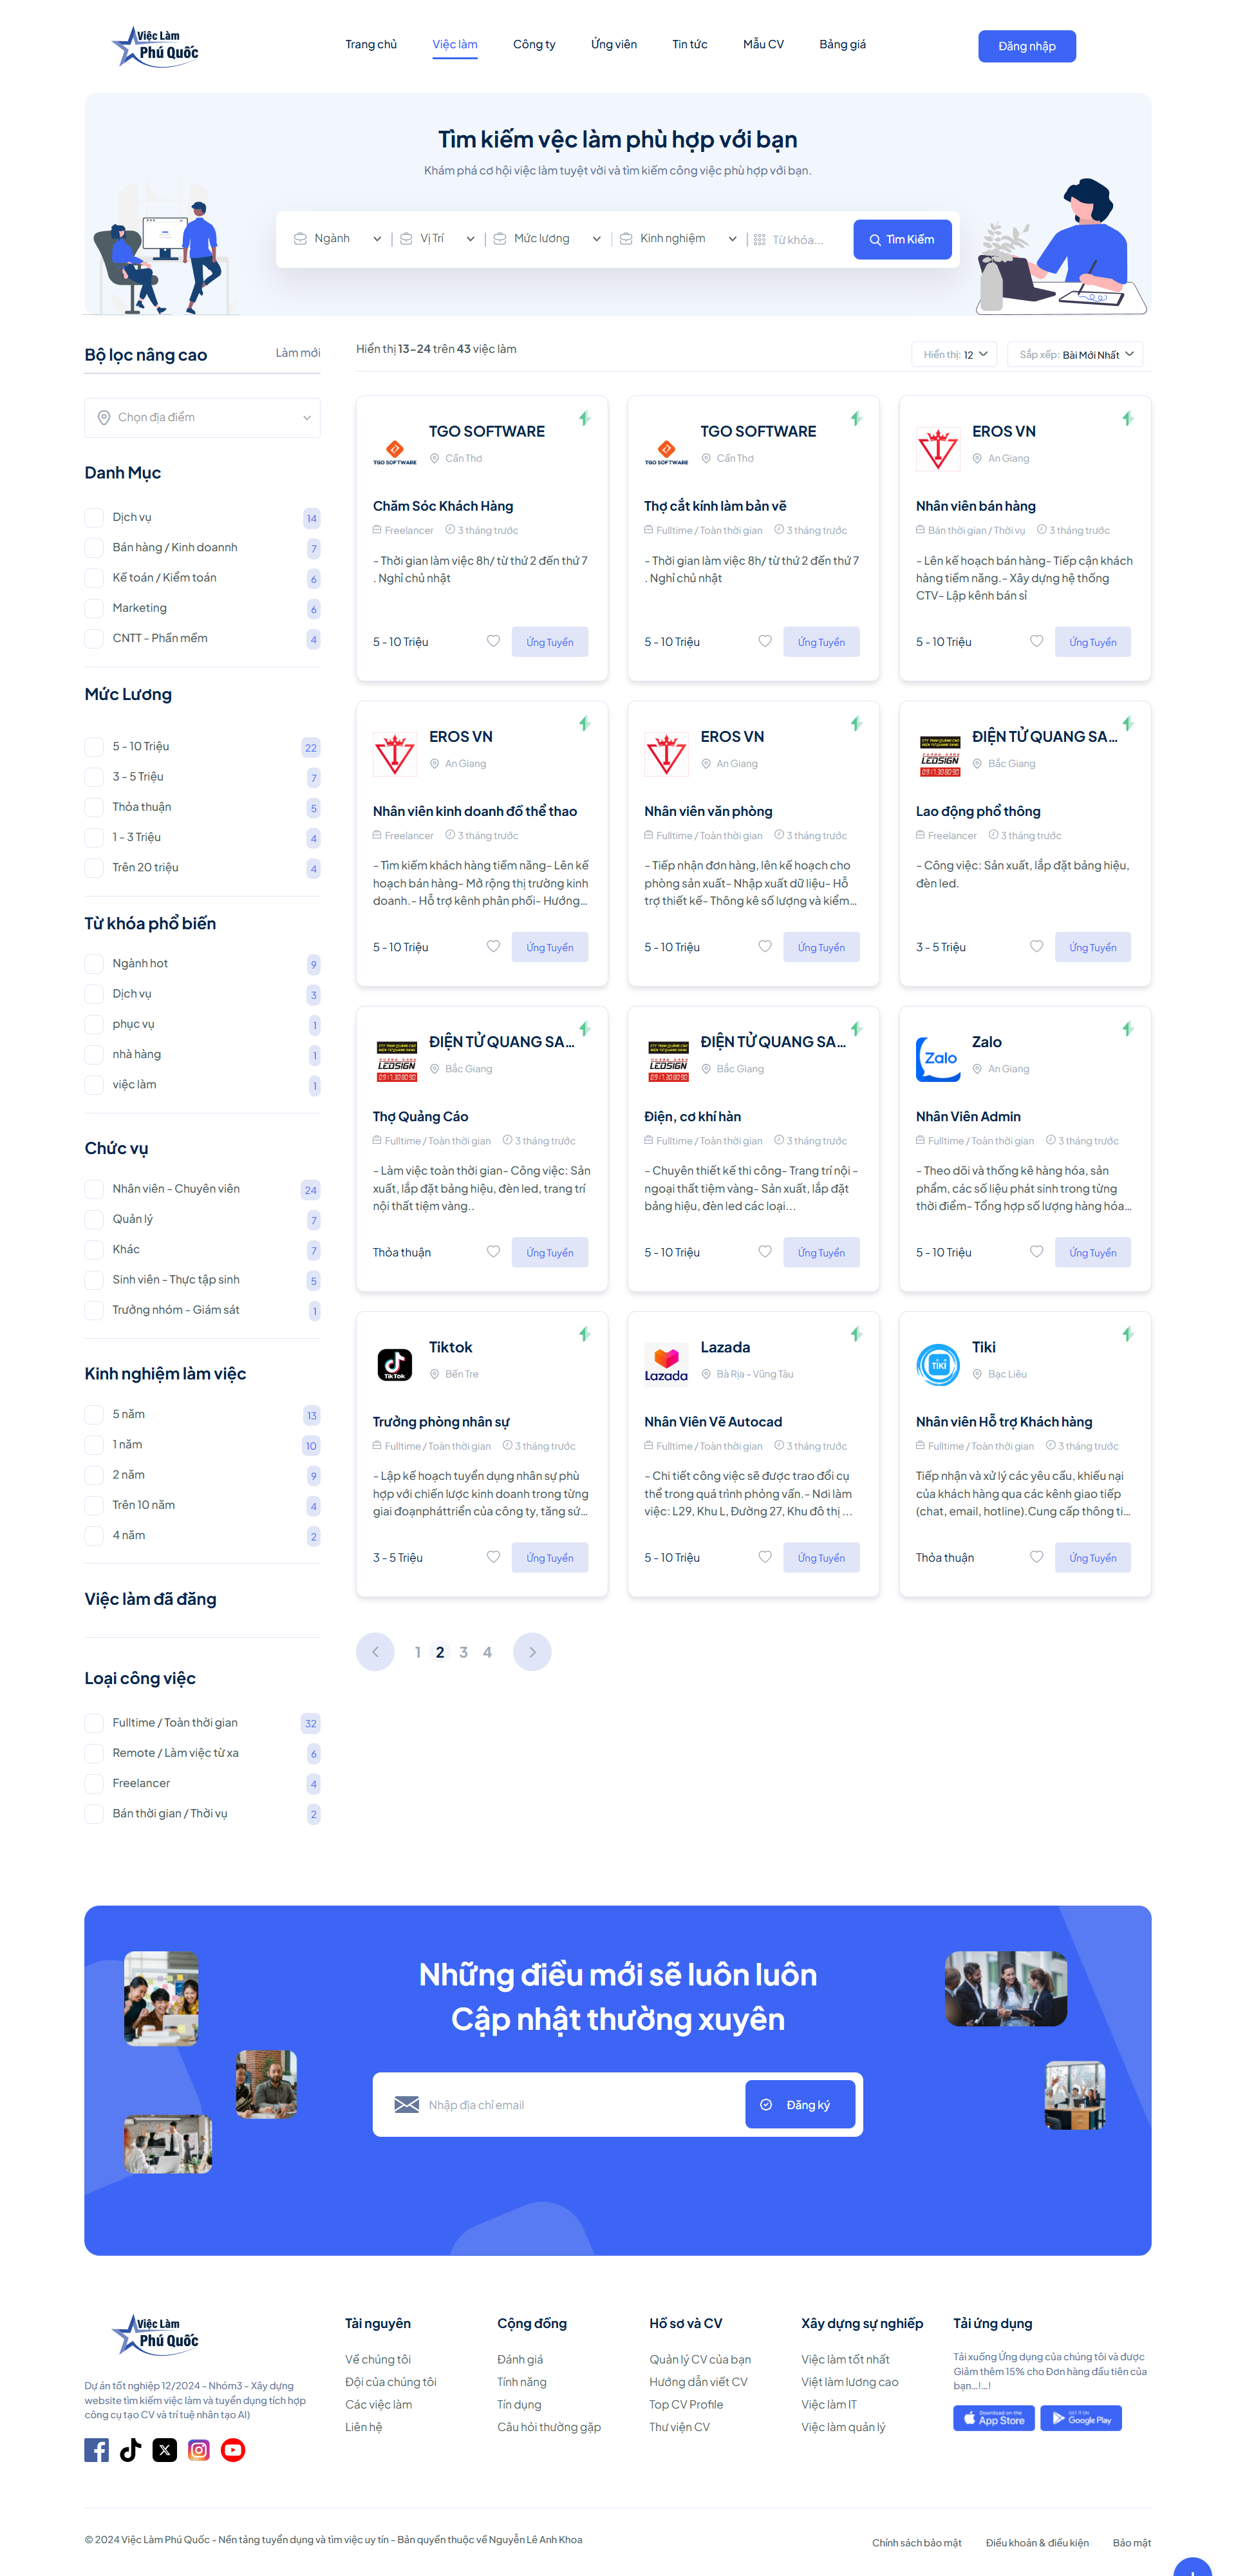 Việc Làm
Phú Quốc
Trang chủ
Việc làm
Công ty
Ứng viên
Tin tức
Mẫu CV
Bảng giá
Đăng nhập
Tìm kiếm vệc làm phù hợp với bạn
Khám phá cơ hội việc làm tuyệt vời và tìm kiếm công việc phù hợp với bạn.
Ngành
Vị Trí
Mức lương
Kinh nghiệm
Từ khóa...
Tìm Kiếm
Bộ lọc nâng cao
Làm mới
Chọn địa điểm
Danh Mục
Dịch vụ 14
Bán hàng / Kinh doannh 7
Kế toán / Kiểm toán 6
Marketing 6
CNTT - Phần mềm 4
Mức Lương
5 - 10 Triệu 22
3 - 5 Triệu 7
Thỏa thuận 5
1 - 3 Triệu 4
Trên 20 triệu 4
Từ khóa phổ biến
Ngành hot 9
Dịch vụ 3
phục vụ 1
nhà hàng 1
việc làm 1
Chức vụ
Nhân viên - Chuyên viên 24
Quản lý 7
Khác 7
Sinh viên - Thực tập sinh 5
Trưởng nhóm - Giám sát 1
Kinh nghiệm làm việc
5 năm 13
1 năm 10
2 năm 9
Trên 10 năm 4
4 năm 2
Việc làm đã đăng
Loại công việc
Fulltime / Toàn thời gian 32
Remote / Làm việc từ xa 6
Freelancer 4
Bán thời gian / Thời vụ 2
Hiển thị 13-24 trên 43 việc làm
Hiển thị: 12
Sắp xếp: Bài Mới Nhất
TGO SOFTWARE
TGO SOFTWARE
Cần Thơ
Chăm Sóc Khách Hàng
Freelancer 3 tháng trước
- Thời gian làm việc 8h/ từ thứ 2 đến thứ 7
. Nghỉ chủ nhật
5 - 10 Triệu
Ứng Tuyển
TGO SOFTWARE
TGO SOFTWARE
Cần Thơ
Thợ cắt kính làm bản vẽ
Fulltime / Toàn thời gian 3 tháng trước
- Thời gian làm việc 8h/ từ thứ 2 đến thứ 7
. Nghỉ chủ nhật
5 - 10 Triệu
Ứng Tuyển
EROS VN
An Giang
Nhân viên bán hàng
Bán thời gian / Thời vụ 3 tháng trước
- Lên kế hoạch bán hàng- Tiếp cận khách
hàng tiềm năng.- Xây dựng hệ thống
CTV- Lập kênh bán sỉ
5 - 10 Triệu
Ứng Tuyển
EROS VN
An Giang
Nhân viên kinh doanh đồ thể thao
Freelancer 3 tháng trước
- Tìm kiếm khách hàng tiềm năng- Lên kế
hoạch bán hàng- Mở rộng thị trường kinh
doanh.- Hỗ trợ kênh phân phối- Hướng...
5 - 10 Triệu
Ứng Tuyển
EROS VN
An Giang
Nhân viên văn phòng
Fulltime / Toàn thời gian 3 tháng trước
- Tiếp nhận đơn hàng, lên kế hoạch cho
phòng sản xuất- Nhập xuất dữ liệu- Hỗ
trợ thiết kế- Thông kê số lượng và kiểm...
5 - 10 Triệu
Ứng Tuyển
LEDSIGN
0917.308090
ĐIỆN TỬ QUANG SA...
Bắc Giang
Lao động phổ thông
Freelancer 3 tháng trước
- Công việc: Sản xuất, lắp đặt bảng hiệu,
đèn led.
3 - 5 Triệu
Ứng Tuyển
LEDSIGN
0917.308090
ĐIỆN TỬ QUANG SA...
Bắc Giang
Thợ Quảng Cáo
Fulltime / Toàn thời gian 3 tháng trước
- Làm việc toàn thời gian- Công việc: Sản
xuất, lắp đặt bảng hiệu, đèn led, trang trí
nội thất tiệm vàng..
Thỏa thuận
Ứng Tuyển
LEDSIGN
0917.308090
ĐIỆN TỬ QUANG SA...
Bắc Giang
Điện, cơ khí hàn
Fulltime / Toàn thời gian 3 tháng trước
- Chuyên thiết kế thi công- Trang trí nội -
ngoại thất tiệm vàng- Sản xuất, lắp đặt
bảng hiệu, đèn led các loại...
5 - 10 Triệu
Ứng Tuyển
Zalo
Zalo
An Giang
Nhân Viên Admin
Fulltime / Toàn thời gian 3 tháng trước
- Theo dõi và thống kê hàng hóa, sản
phẩm, các số liệu phát sinh trong từng
thời điểm- Tổng hợp số lượng hàng hóa...
5 - 10 Triệu
Ứng Tuyển
TikTok
Tiktok
Bến Tre
Trưởng phòng nhân sự
Fulltime / Toàn thời gian 3 tháng trước
- Lập kế hoạch tuyển dụng nhân sự phù
hợp với chiến lược kinh doanh trong từng
giai đoạnpháttriển của công ty, tăng sứ...
3 - 5 Triệu
Ứng Tuyển
Lazada
Lazada
Bà Rịa - Vũng Tàu
Nhân Viên Vẽ Autocad
Fulltime / Toàn thời gian 3 tháng trước
- Chi tiết công việc sẽ được trao đổi cụ
thể trong quá trình phỏng vấn.- Nơi làm
việc: L29, Khu L, Đường 27, Khu đô thị ...
5 - 10 Triệu
Ứng Tuyển
TIKI
Tiki
Bạc Liêu
Nhân viên Hỗ trợ Khách hàng
Fulltime / Toàn thời gian 3 tháng trước
Tiếp nhận và xử lý các yêu cầu, khiếu nại
của khách hàng qua các kênh giao tiếp
(chat, email, hotline).Cung cấp thông ti...
Thỏa thuận
Ứng Tuyển
1 2 3 4
Những điều mới sẽ luôn luôn
Cập nhật thường xuyên
Nhập địa chỉ email
Đăng ký
Việc Làm
Phú Quốc
Dự án tốt nghiệp 12/2024 - Nhóm3 - Xây dựng
website tìm kiếm việc làm và tuyển dụng tích hợp
công cụ tạo CV và trí tuệ nhân tạo AI)
Tài nguyên
Về chúng tôi
Đội của chúng tôi
Các việc làm
Liên hệ
Cộng đồng
Đánh giá
Tính năng
Tín dụng
Câu hỏi thường gặp
Hồ sơ và CV
Quản lý CV của bạn
Hướng dẫn viết CV
Top CV Profile
Thư viện CV
Xây dựng sự nghiệp
Việc làm tốt nhất
Việt làm lương cao
Việc làm IT
Việc làm quản lý
Tải ứng dụng
Tải xuống Ứng dụng của chúng tôi và được
Giảm thêm 15% cho Đơn hàng đầu tiên của
bạn...!...!
Download on the
App Store
GET IT ON
Google Play
© 2024 Việc Làm Phú Quốc - Nền tảng tuyển dụng và tìm việc uy tín - Bản quyền thuộc về Nguyễn Lê Anh Khoa
Chính sách bảo mật
Điều khoản & điều kiện
Bảo mật